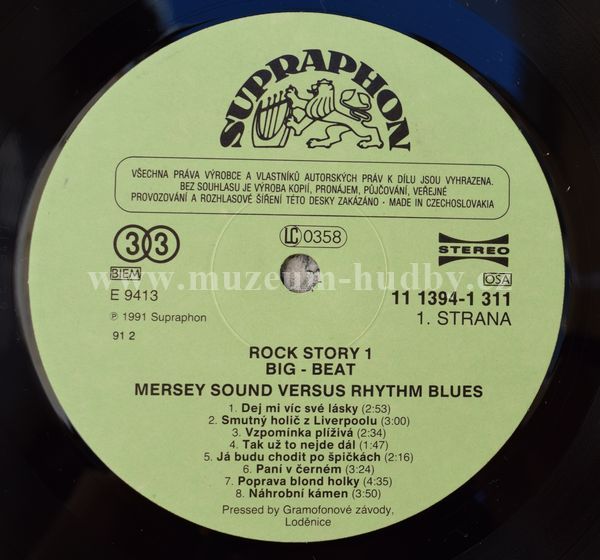 SUPRAPHON
VŠECHNA PRÁVA VÝROBCE A VLASTNÍKŮ AUTORSKÝCH PRÁV K DÍLU JSOU VYHRAZENA.
BEZ SOUHLASU JE VÝROBA KOPIÍ, PRONÁJEM, PŮJČOVÁNÍ, VEŘEJNÉ
PROVOZOVÁNÍ A ROZHLASOVÉ ŠÍŘENÍ TÉTO DESKY ZAKÁZÁNO · MADE IN CZECHOSLOVAKIA
33 LC 0358 STEREO
BIEM www.muzeum-hudby.cz OSA
E 9413 11 1394-1 311
℗ 1991 Supraphon 1. STRANA
91 2
ROCK STORY 1
BIG - BEAT
MERSEY SOUND VERSUS RHYTHM BLUES
1. Dej mi víc své lásky (2:53)
2. Smutný holič z Liverpoolu (3:00)
3. Vzpomínka plíživá (2:34)
4. Tak už to nejde dál (2:47)
5. Já budu chodit po špičkách (2:16)
6. Paní v černém (3:24)
7. Poprava blond holky (4:35)
8. Náhrobní kámen (3:50)
Pressed by Gramofonové závody,
Loděnice